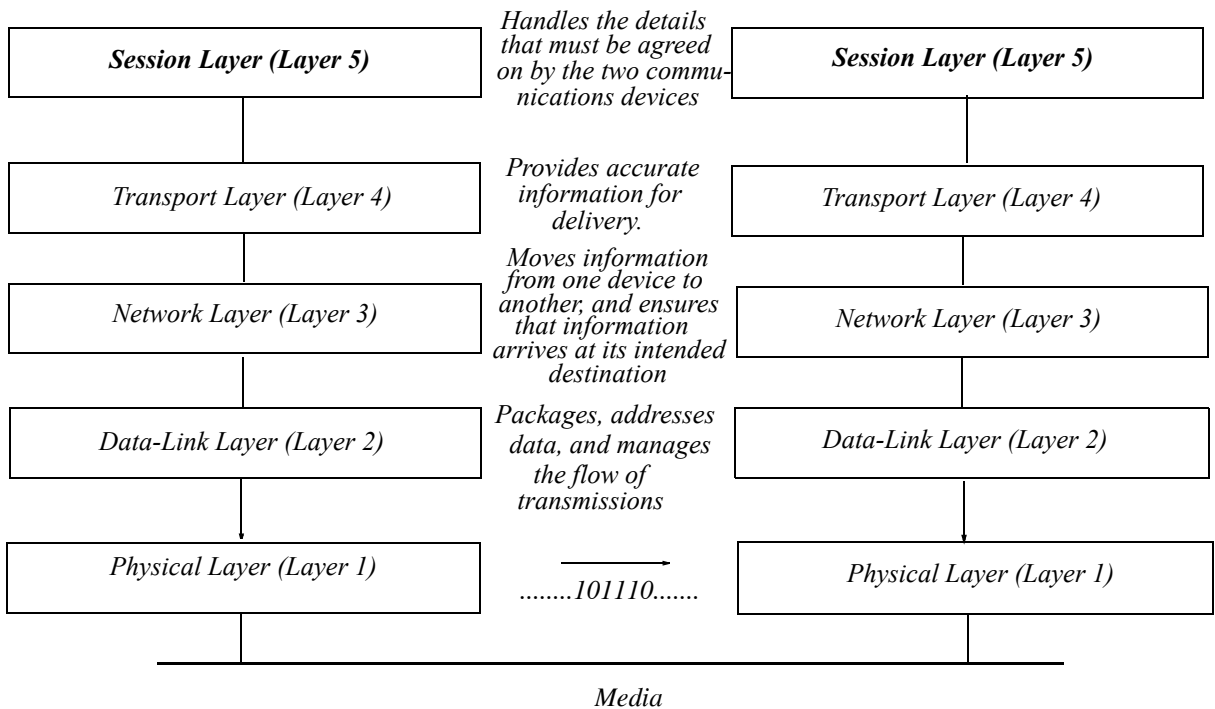 Session Layer (Layer 5)
Handles the details
that must be agreed
on by the two commu-
nications devices
Session Layer (Layer 5)
Transport Layer (Layer 4)
Provides accurate
information for
delivery.
Transport Layer (Layer 4)
Network Layer (Layer 3)
Moves information
from one device to
another, and ensures
that information
arrives at its intended
destination
Network Layer (Layer 3)
Data-Link Layer (Layer 2)
Packages, addresses
data, and manages
the flow of
transmissions
Data-Link Layer (Layer 2)
Physical Layer (Layer 1)
........101110.......
Physical Layer (Layer 1)
Media